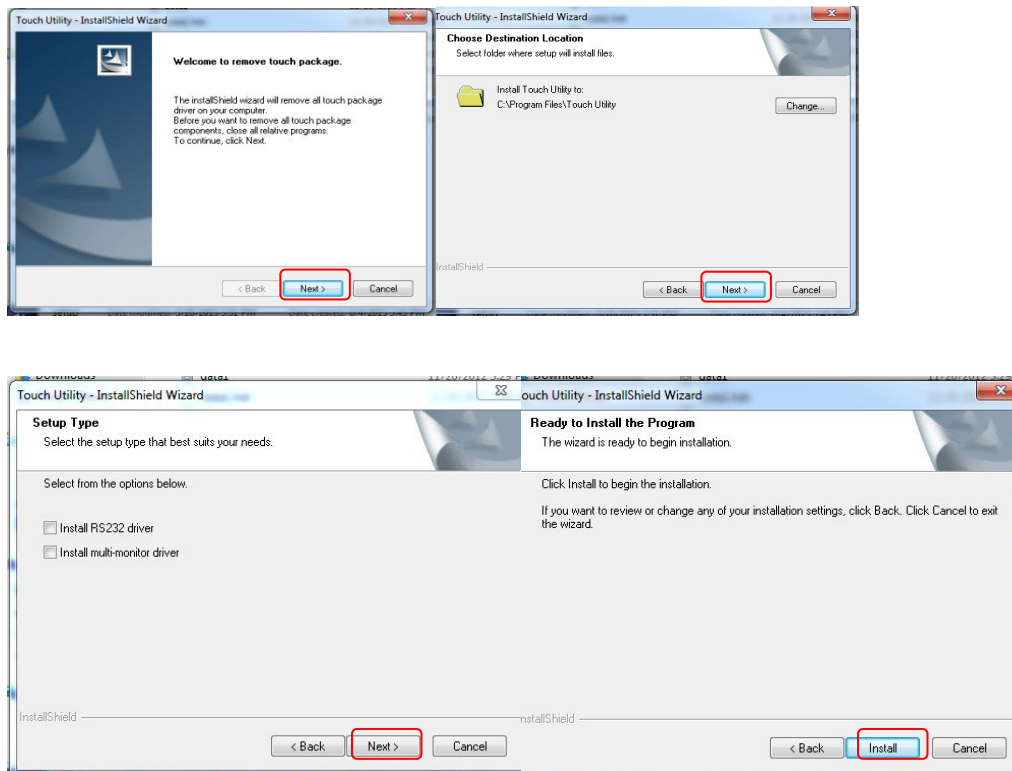 Touch Utility - InstallShield Wizard
Welcome to remove touch package.
The installShield wizard will remove all touch package
driver on your computer.
Before you want to remove all touch package
components, close all relative programs.
To continue, click Next.
< Back
Next >
Cancel
Touch Utility - InstallShield Wizard
Choose Destination Location
Select folder where setup will install files.
Install Touch Utility to:
C:\Program Files\Touch Utility
Change...
InstallShield
< Back
Next >
Cancel
Downloads
data1
Touch Utility - InstallShield Wizard
Setup Type
Select the setup type that best suits your needs.
Select from the options below.
Install RS232 driver
Install multi-monitor driver
InstallShield
< Back
Next >
Cancel
Downloads
data1
ouch Utility - InstallShield Wizard
Ready to Install the Program
The wizard is ready to begin installation.
Click Install to begin the installation.
If you want to review or change any of your installation settings, click Back. Click Cancel to exit
the wizard.
nstallShield
< Back
Install
Cancel